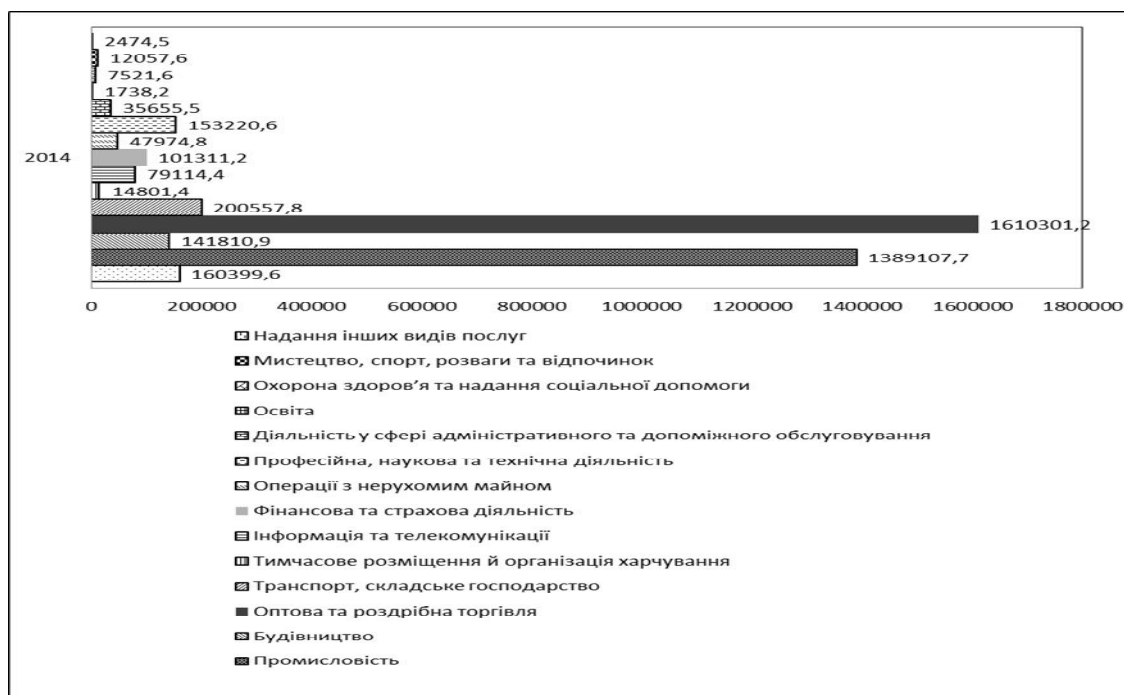 2474,5
12057,6
7521,6
1738,2
35655,5
153220,6
47974,8
2014
101311,2
79114,4
14801,4
200557,8
1610301,2
141810,9
1389107,7
160399,6
0 200000 400000 600000 800000 1000000 1200000 1400000 1600000 1800000
Надання інших видів послуг
Мистецтво, спорт, розваги та відпочинок
Охорона здоров’я та надання соціальної допомоги
Освіта
Діяльність у сфері адміністративного та допоміжного обслуговування
Професійна, наукова та технічна діяльність
Операції з нерухомим майном
Фінансова та страхова діяльність
Інформація та телекомунікації
Тимчасове розміщення й організація харчування
Транспорт, складське господарство
Оптова та роздрібна торгівля
Будівництво
Промисловість